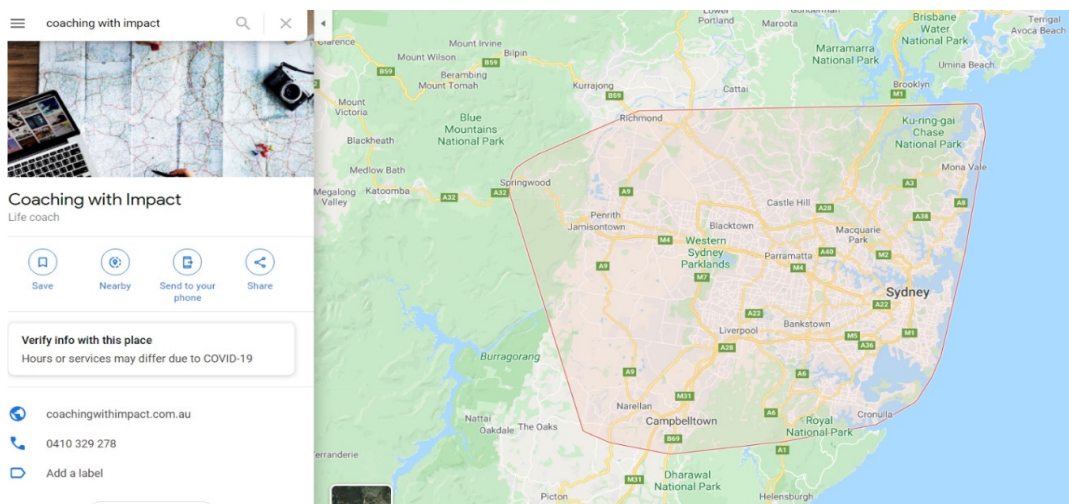 coaching with impact
Coaching with Impact
Life coach
Save
Nearby
Send to your
phone
Share
Verify info with this place
Hours or services may differ due to COVID-19
coachingwithimpact.com.au
0410 329 278
Add a label
Lower
Portland
Maroota
Brisbane
Water
National Park
Terrigal
Avoca Beach
Clarence
Mount Irvine
Mount Wilson
Bilpin
Marramarra
National Park
Umina Beach
B59
Berambing
Mount Tomah
Kurrajong
B59
Cattai
Brooklyn
M1
Mount
Victoria
Blue
Mountains
National Park
Richmond
Ku-ring-gai
Chase
National Park
Blackheath
Medlow Bath
Mona Vale
Megalong
Valley
Katoomba
A32
A32
Springwood
A9
A3
Castle Hill
A28
A8
A38
Penrith
Jamisontown
Blacktown
Macquarie
Park
M4
Western
Sydney
Parklands
A40
M2
Parramatta
M4
A9
M7
Sydney
A22
A22
Liverpool
Bankstown
M5
M1
A28
A36
Burragorang
A9
A6
M31
Narellan
Campbelltown
A6
Cronulla
Nattai
Oakdale
The Oaks
B69
Royal
National Park
A1
erranderie
M31
Dharawal
National Park
Picton
Helensburgh